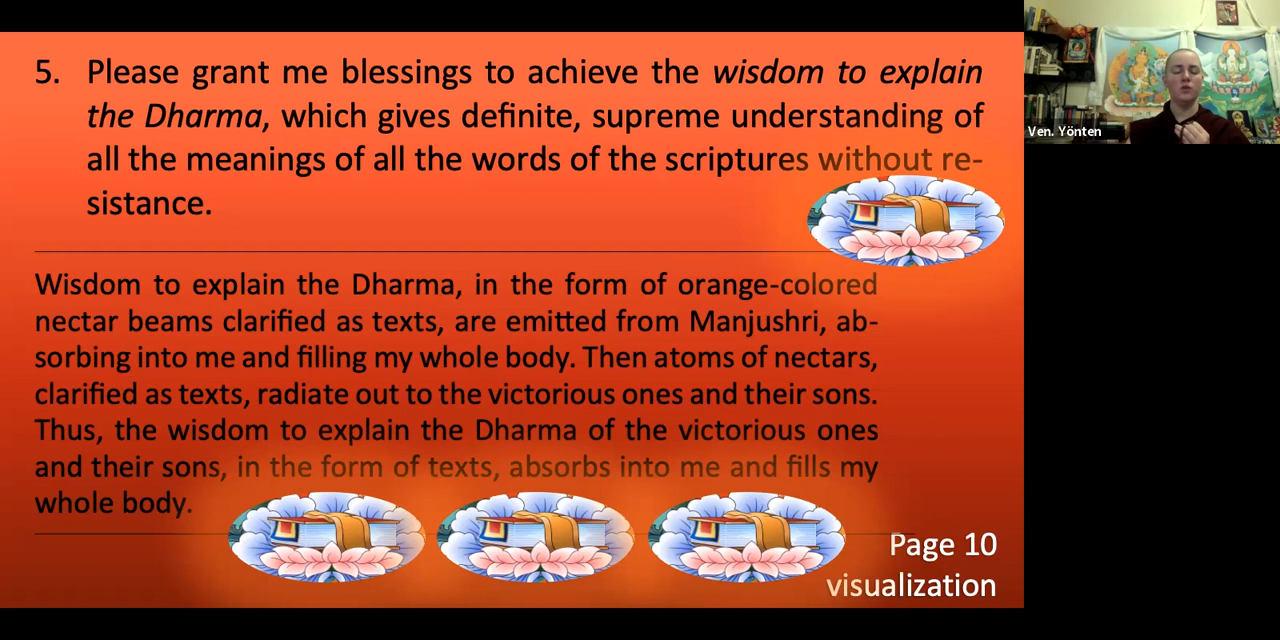 5. Please grant me blessings to achieve the wisdom to explain
the Dharma, which gives definite, supreme understanding of
all the meanings of all the words of the scriptures without re-
sistance.
Wisdom to explain the Dharma, in the form of orange-colored
nectar beams clarified as texts, are emitted from Manjushri, ab-
sorbing into me and filling my whole body. Then atoms of nectars,
clarified as texts, radiate out to the victorious ones and their sons.
Thus, the wisdom to explain the Dharma of the victorious ones
and their sons, in the form of texts, absorbs into me and fills my
whole body.
Page 10
visualization
Ven. Yönten